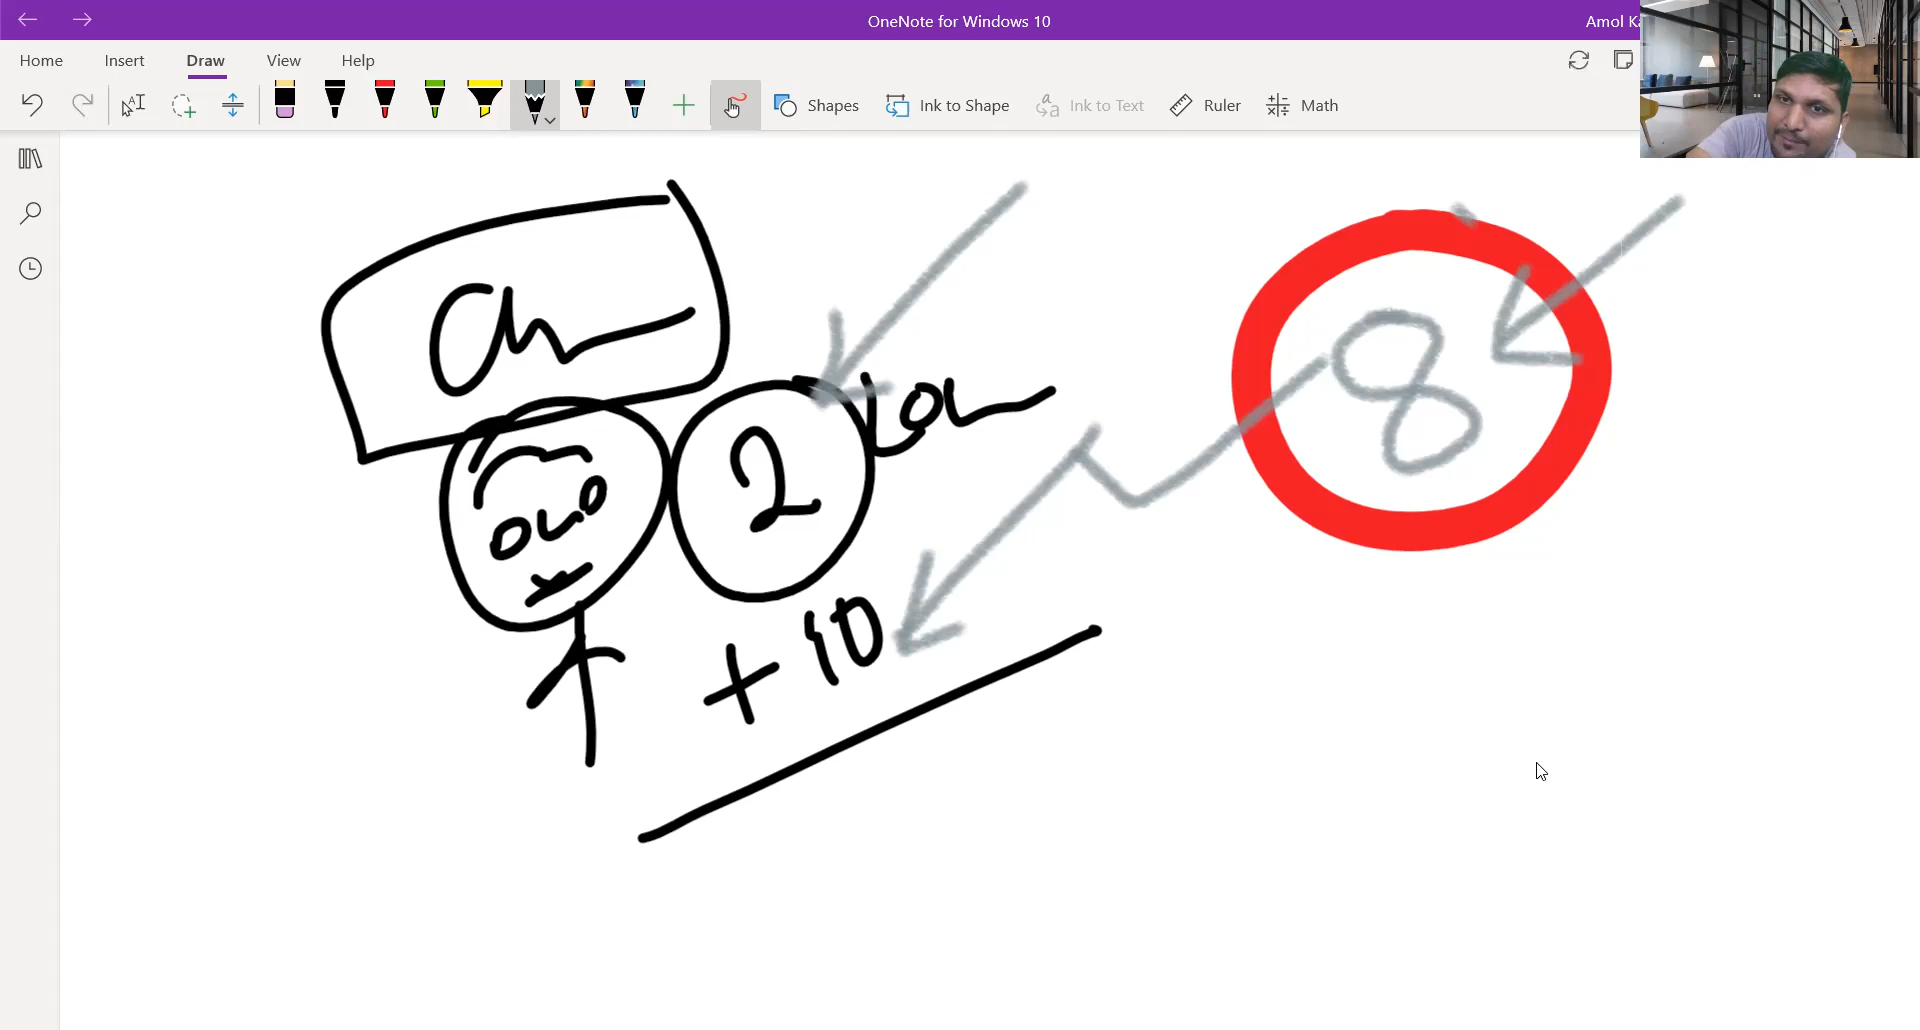 OneNote for Windows 10
Amol Ka
Home Insert Draw View Help
Shapes Ink to Shape Ink to Text Ruler Math
8
2
+ 10